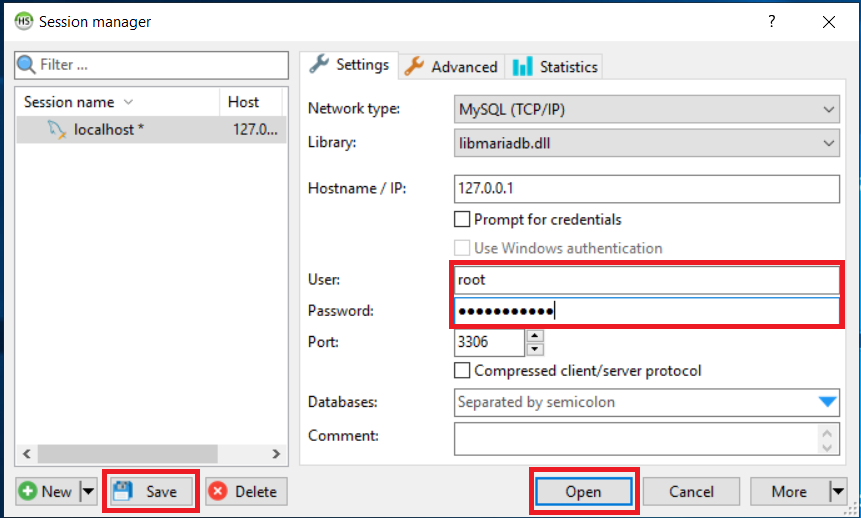 HS Session manager ?
Filter ...
Session name Host
localhost * 127.0...
Settings Advanced Statistics
Network type: MySQL (TCP/IP)
Library: libmariadb.dll
Hostname / IP: 127.0.0.1
Prompt for credentials
Use Windows authentication
User: root
Password: ●●●●●●●●●●●
Port: 3306
Compressed client/server protocol
Databases: Separated by semicolon
Comment:
New Save Delete Open Cancel More